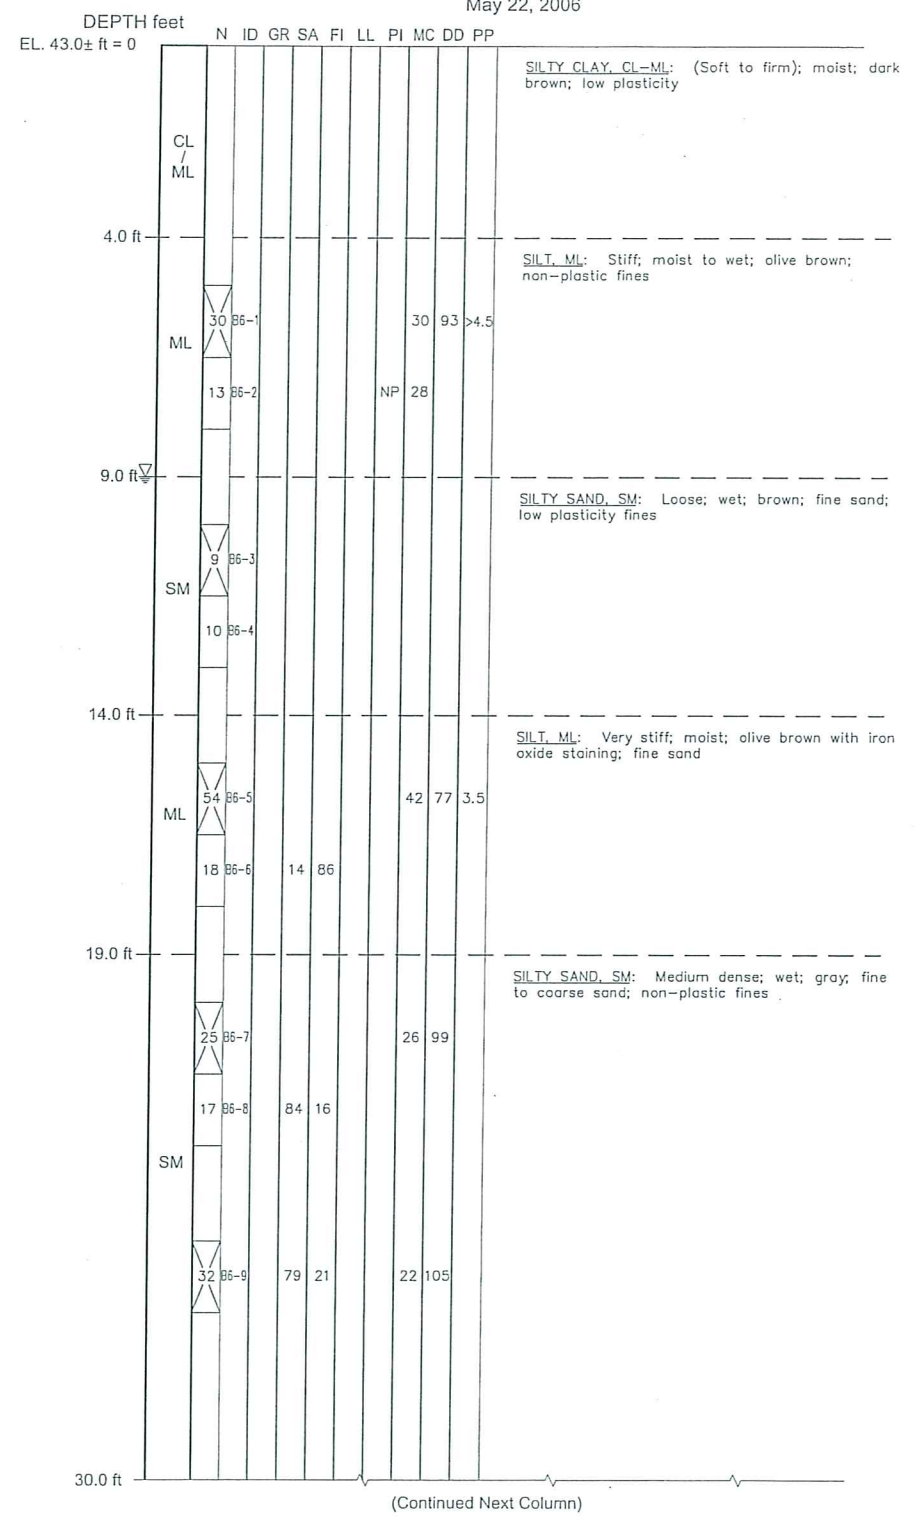 May 22, 2006
DEPTH feet
N ID GR SA FI LL PI MC DD PP
EL. 43.0± ft = 0
SILTY CLAY, CL-ML: (Soft to firm); moist; dark
brown; low plasticity
CL
/
ML
4.0 ft
SILT, ML: Stiff; moist to wet; olive brown;
non-plastic fines
30 B6-1 30 93 >4.5
ML
13 B6-2 NP 28
9.0 ft
SILTY SAND, SM: Loose; wet; brown; fine sand;
low plasticity fines
9 B6-3
SM
10 B6-4
14.0 ft
SILT, ML: Very stiff; moist; olive brown with iron
oxide staining; fine sand
54 B6-5 42 77 3.5
ML
18 B6-6 14 86
19.0 ft
SILTY SAND, SM: Medium dense; wet; gray; fine
to coarse sand; non-plastic fines
25 B6-7 26 99
17 B6-8 84 16
SM
32 B6-9 79 21 22 105
30.0 ft
(Continued Next Column)